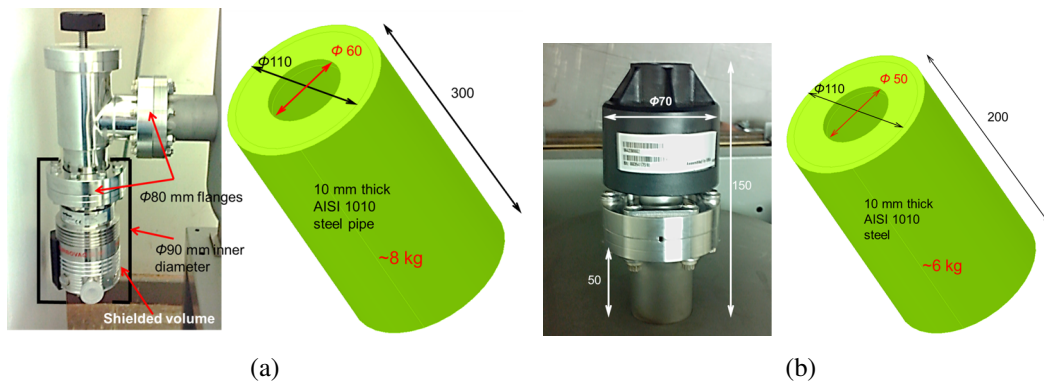 Φ110
Φ 60
300
10 mm thick
AISI 1010
steel pipe
~8 kg
Φ80 mm flanges
Φ90 mm inner
diameter
Shielded volume
(a)
Φ70
150
50
Φ110
Φ 50
200
10 mm thick
AISI 1010
steel
~6 kg
(b)